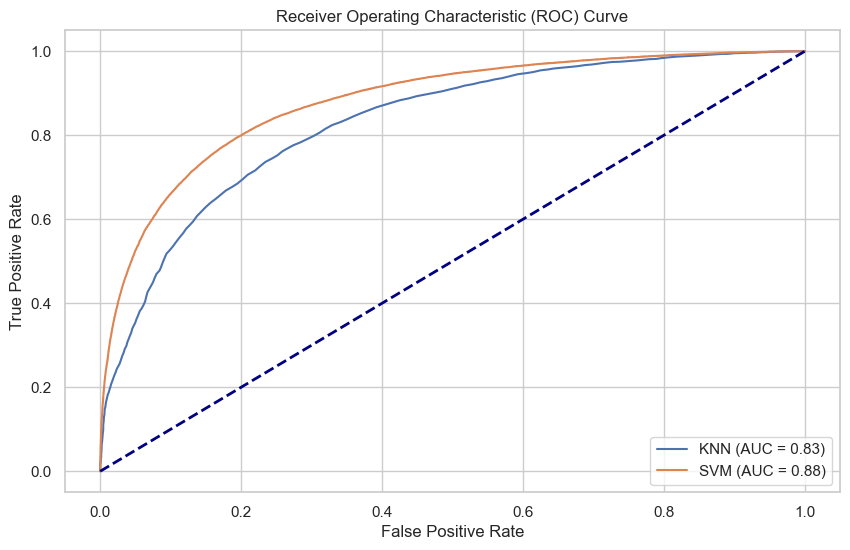 Receiver Operating Characteristic (ROC) Curve
True Positive Rate
1.0
0.8
0.6
0.4
0.2
0.0
KNN (AUC = 0.83)
SVM (AUC = 0.88)
0.0 0.2 0.4 0.6 0.8 1.0
False Positive Rate